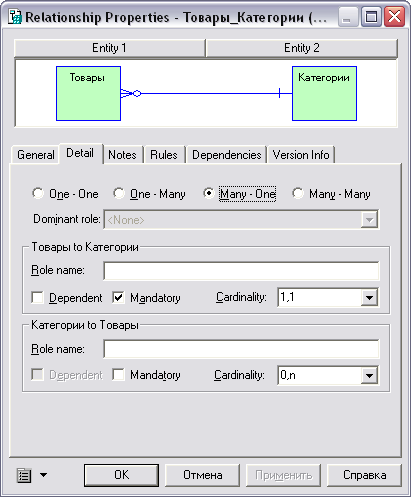 Relationship Properties - Товары_Категории (...
Entity 1 Entity 2
Товары Категории
General Detail Notes Rules Dependencies Version Info
One - One One - Many Many - One Many - Many
Dominant role: <None>
Товары to Категории
Role name:
Dependent Mandatory Cardinality: 1,1
Категории to Товары
Role name:
Dependent Mandatory Cardinality: 0,n
OK Отмена Применить Справка